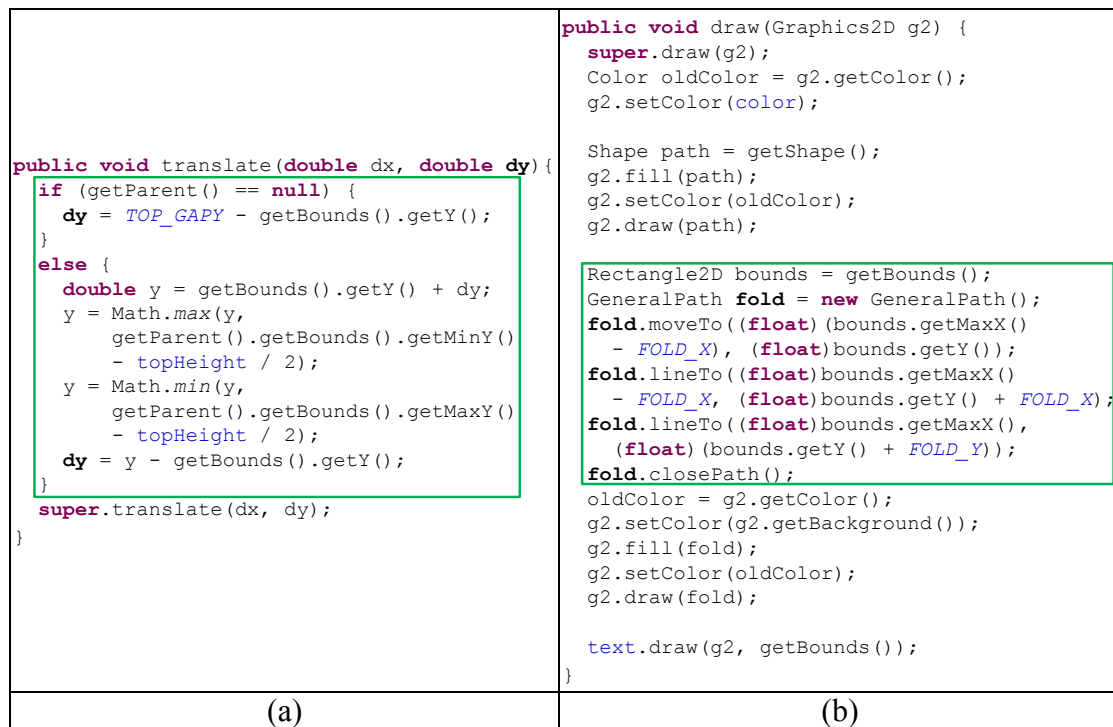 public void translate(double dx, double dy){
if (getParent() == null) {
dy = TOP_GAPY - getBounds().getY();
}
else {
double y = getBounds().getY() + dy;
y = Math.max(y,
getParent().getBounds().getMinY()
- topHeight / 2);
y = Math.min(y,
getParent().getBounds().getMaxY()
- topHeight / 2);
dy = y - getBounds().getY();
}
super.translate(dx, dy);
}
(a)
public void draw(Graphics2D g2) {
super.draw(g2);
Color oldColor = g2.getColor();
g2.setColor(color);
Shape path = getShape();
g2.fill(path);
g2.setColor(oldColor);
g2.draw(path);
Rectangle2D bounds = getBounds();
GeneralPath fold = new GeneralPath();
fold.moveTo((float)(bounds.getMaxX()
- FOLD_X), (float)bounds.getY());
fold.lineTo((float)bounds.getMaxX()
- FOLD_X, (float)bounds.getY() + FOLD_X);
fold.lineTo((float)bounds.getMaxX(),
(float)(bounds.getY() + FOLD_Y));
fold.closePath();
oldColor = g2.getColor();
g2.setColor(g2.getBackground());
g2.fill(fold);
g2.setColor(oldColor);
g2.draw(fold);
text.draw(g2, getBounds());
}
(b)